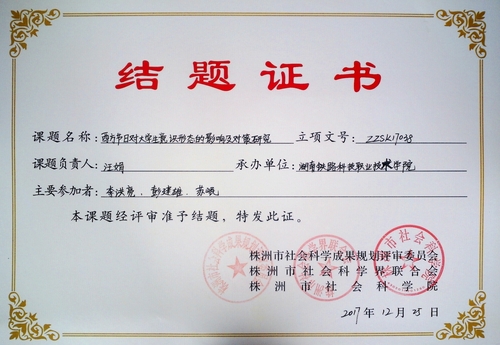 结题证书
课题名称：西方节日对大学生意识形态的影响及对策研究 立项文号：ZZSK17038
课题负责人：汪娟 承办单位：湖南铁路科技职业技术学院
主要参加者：李洪亮、彭建雄、苏岷
本课题经评审准予结题，特发此证。
株洲市社会科学成果规划评审委员会
株洲市社会科学界联合会
株洲市社会科学院
2017年12月25日